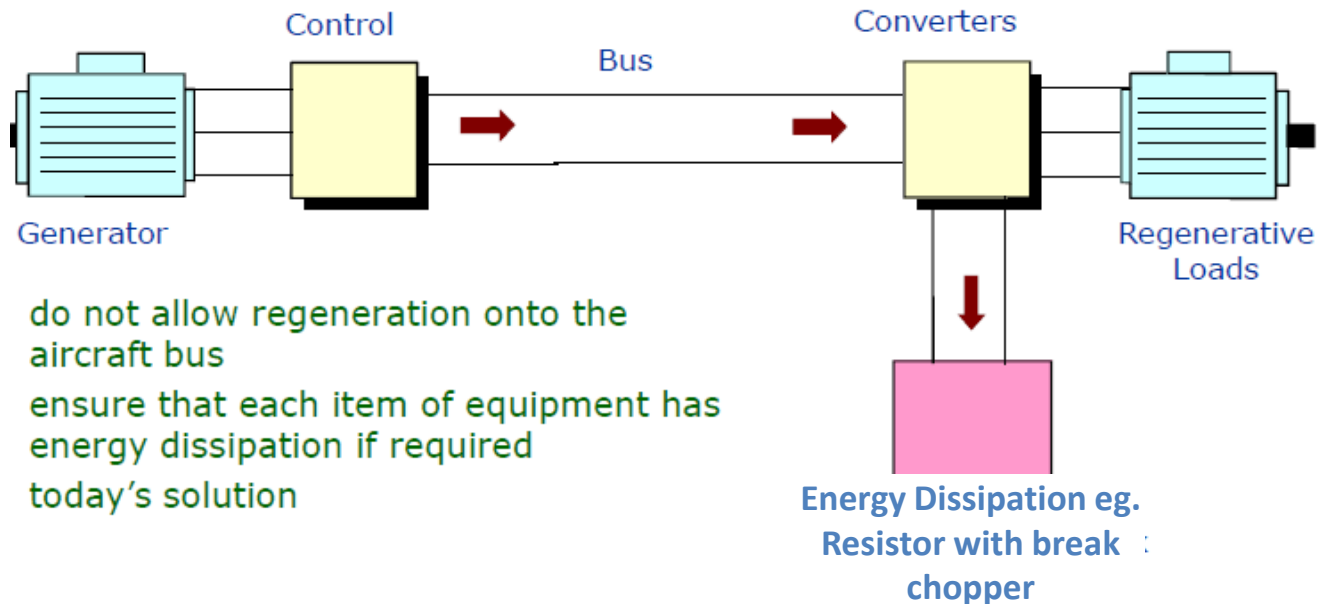 Control
Converters
Bus
Generator
Regenerative
Loads
do not allow regeneration onto the
aircraft bus
ensure that each item of equipment has
energy dissipation if required
today's solution
Energy Dissipation eg.
Resistor with break
chopper